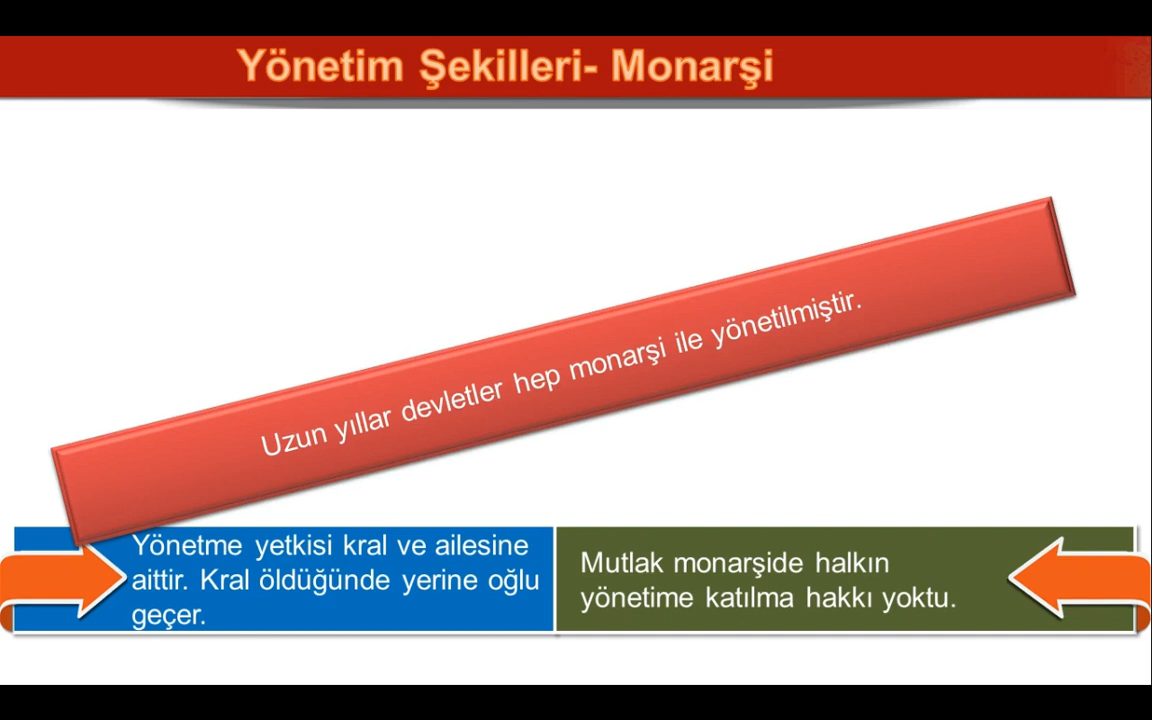 Yönetim Şekilleri- Monarşi
Uzun yıllar devletler hep monarşi ile yönetilmiştir.
Yönetme yetkisi kral ve ailesine
aittir. Kral öldüğünde yerine oğlu
geçer.
Mutlak monarşide halkın
yönetime katılma hakkı yoktu.